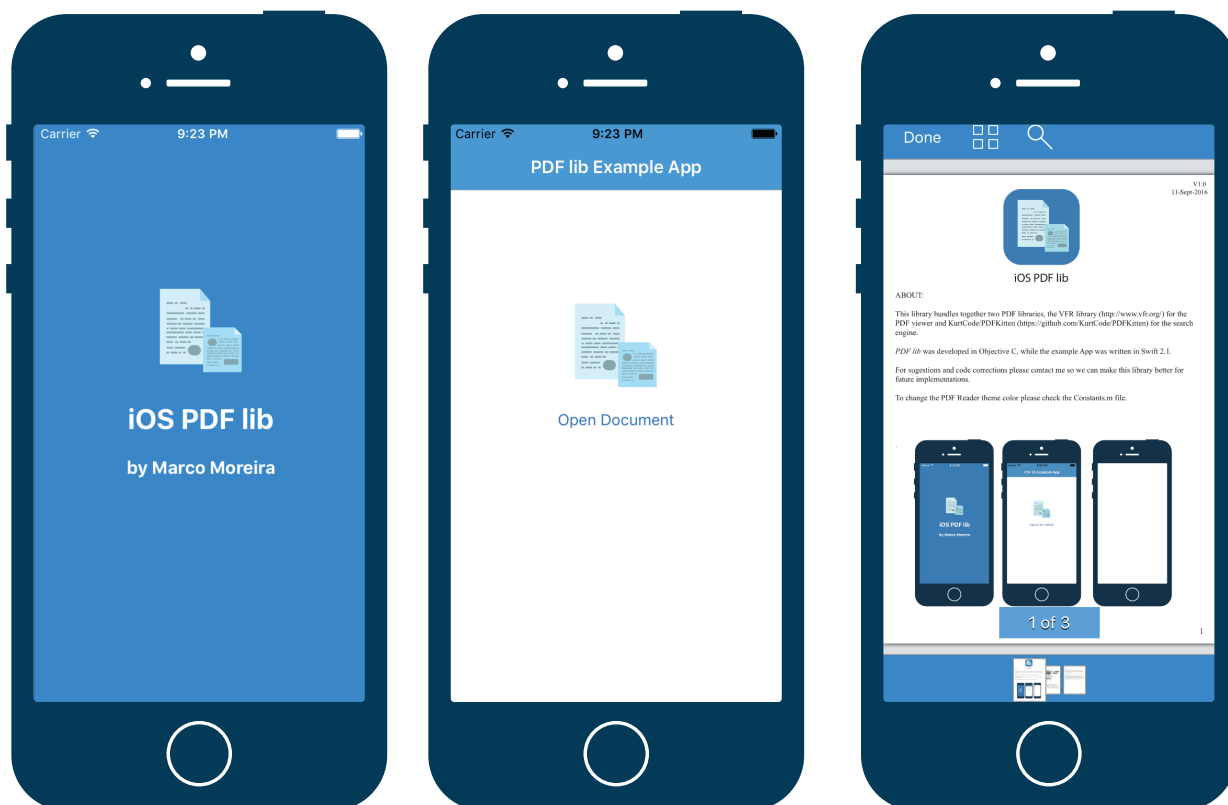 Carrier 9:23 PM
iOS PDF lib
by Marco Moreira
Carrier 9:23 PM
PDF lib Example App
Open Document
Done
V1.0
11-Sept-2016
iOS PDF lib
ABOUT:
This library bundles together two PDF libraries, the VFR library (http://www.vfr.org/) for the
PDF viewer and KurtCode/PDFKitten (https://github.com/KurtCode/PDFKitten) for the search
engine.
PDF lib was developed in Objective C, while the example App was written in Swift 2.1.
For sugestions and code corrections please contact me so we can make this library better for
future implementations.
To change the PDF Reader theme color please check the Constants.m file.
iOS PDF lib
by Marco Moreira
PDF lib Example App
Open Document
1 of 3
1